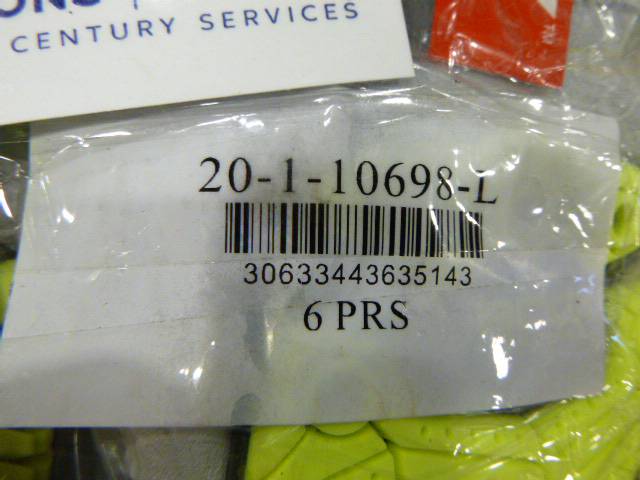 CENTURY SERVICES
20-1-10698-L
30633443635143
6 PRS